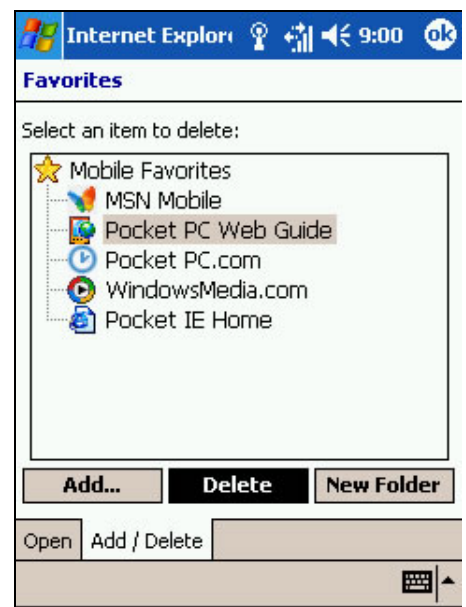 Internet Explor 9:00 ok
Favorites
Select an item to delete:
Mobile Favorites
MSN Mobile
Pocket PC Web Guide
Pocket PC.com
WindowsMedia.com
Pocket IE Home
Add... Delete New Folder
Open Add / Delete